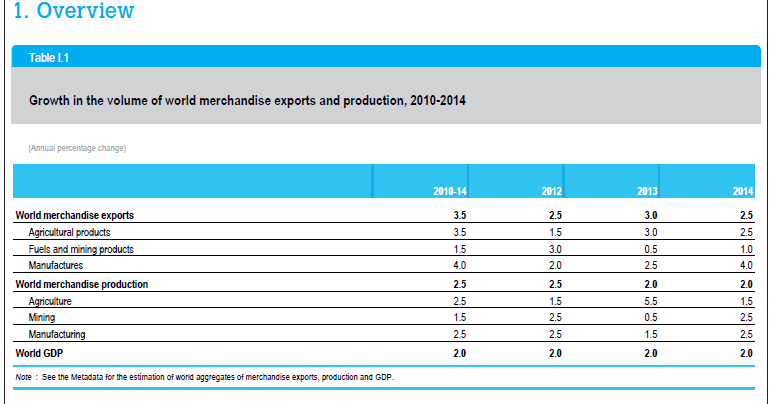 1. Overview
Table I.1
Growth in the volume of world merchandise exports and production, 2010-2014
(Annual percentage change)
2010-14 2012 2013 2014
World merchandise exports 3.5 2.5 3.0 2.5
Agricultural products 3.5 1.5 3.0 2.5
Fuels and mining products 1.5 3.0 0.5 1.0
Manufactures 4.0 2.0 2.5 4.0
World merchandise production 2.5 2.5 2.0 2.0
Agriculture 2.5 1.5 5.5 1.5
Mining 1.5 2.5 0.5 2.5
Manufacturing 2.5 2.5 1.5 2.5
World GDP 2.0 2.0 2.0 2.0
Note : See the Metadata for the estimation of world aggregates of merchandise exports, production and GDP.